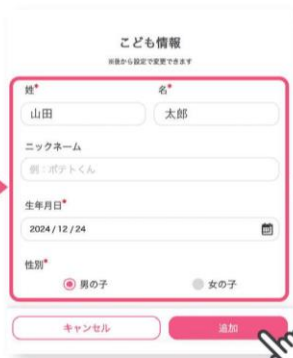 こども情報
※後から設定で変更できます
姓* 名*
山田 太郎
ニックネーム
例：ポテトくん
生年月日*
2024/12/24
性別*
男の子 女の子
キャンセル 追加